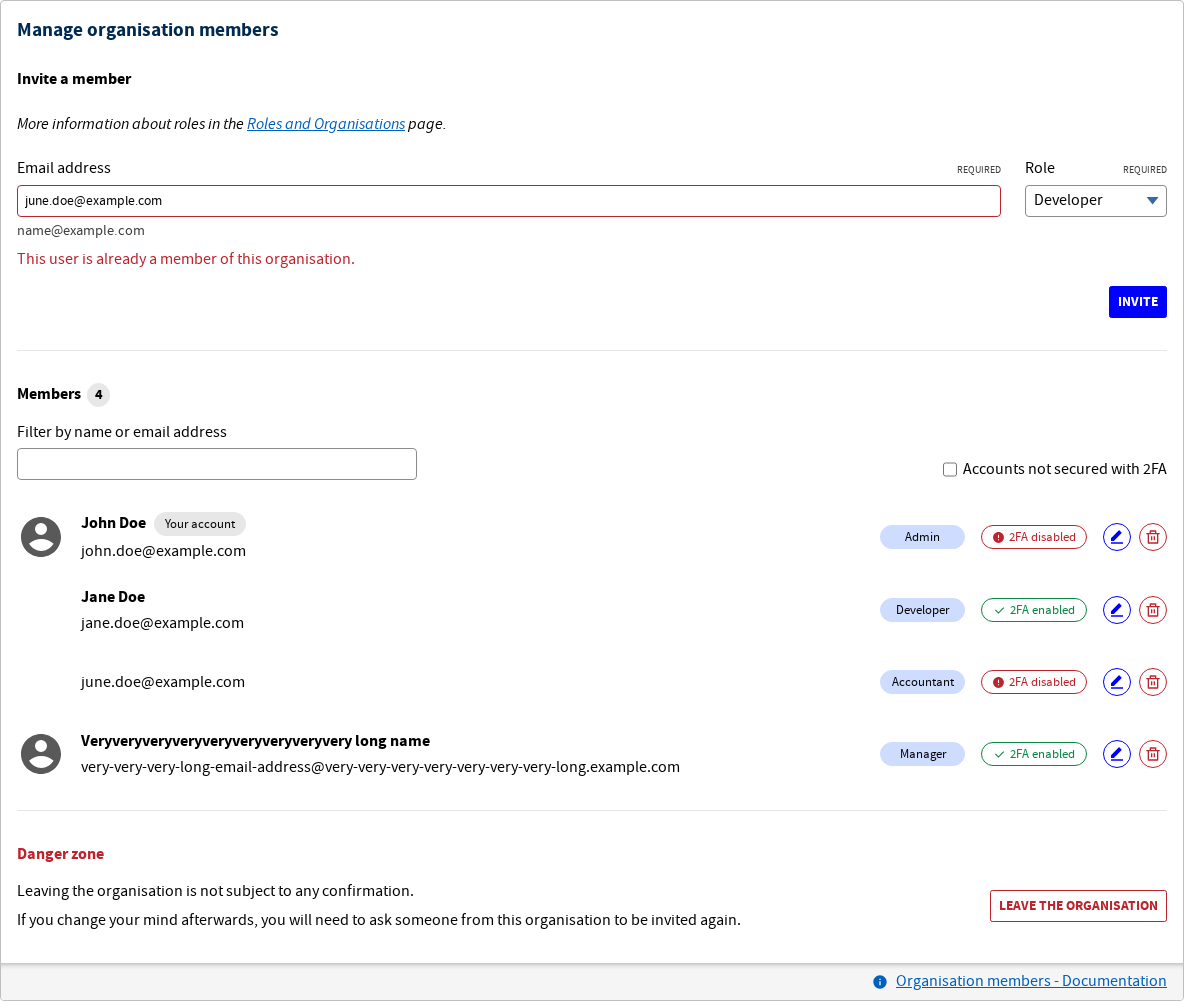 Manage organisation members
Invite a member
More information about roles in the Roles and Organisations page.
Email address REQUIRED
Role REQUIRED
june.doe@example.com
Developer
name@example.com
This user is already a member of this organisation.
INVITE
Members 4
Filter by name or email address
Accounts not secured with 2FA
John Doe Your account
john.doe@example.com
Admin 2FA disabled
Jane Doe
jane.doe@example.com
Developer 2FA enabled
june.doe@example.com
Accountant 2FA disabled
Veryveryveryveryveryveryveryveryvery long name
very-very-very-long-email-address@very-very-very-very-very-very-very-long.example.com
Manager 2FA enabled
Danger zone
Leaving the organisation is not subject to any confirmation.
If you change your mind afterwards, you will need to ask someone from this organisation to be invited again.
LEAVE THE ORGANISATION
Organisation members - Documentation